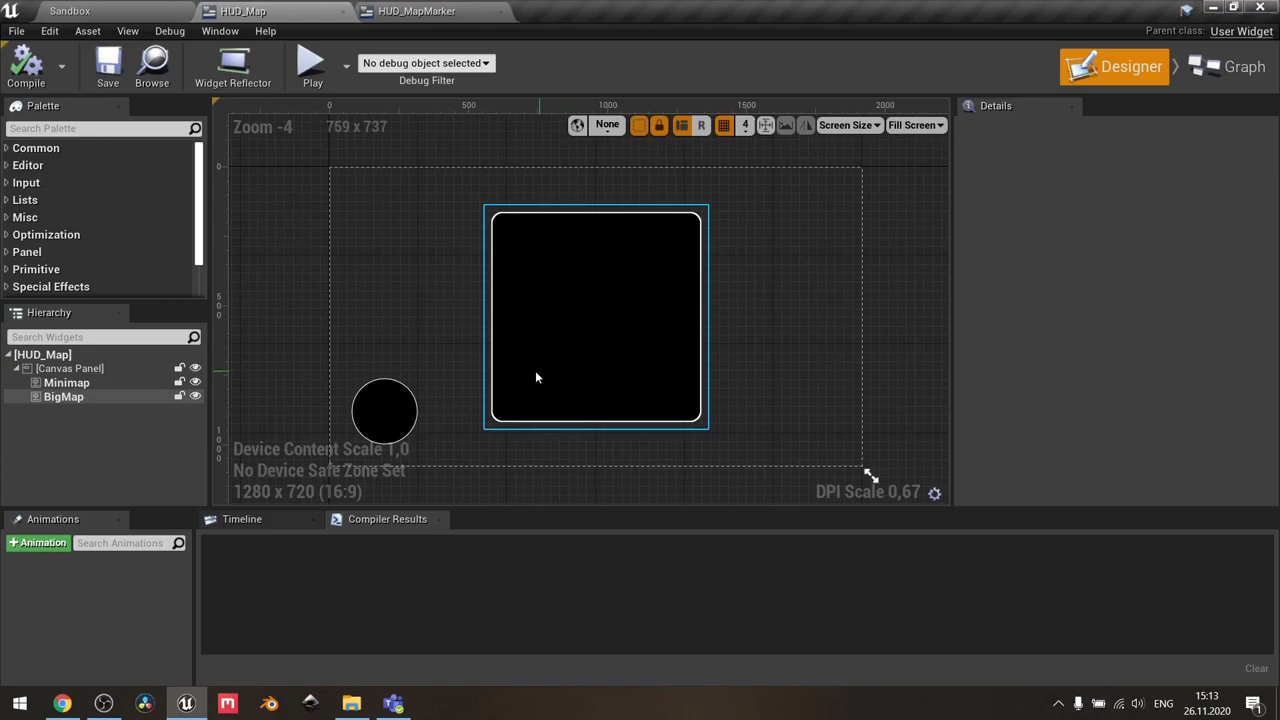 Sandbox
HUD_Map
HUD_MapMarker
File
Edit
Asset
View
Debug
Window
Help
Parent class:
User Widget
Compile
Save
Browse
Widget Reflector
Play
No debug object selected
Debug Filter
Designer
Graph
Palette
Search Palette
Common
Editor
Input
Lists
Misc
Optimization
Panel
Primitive
Special Effects
0
500
1000
1500
2000
Zoom -4
759 x 737
None
R
4
Screen Size
Fill Screen
0
5
0
0
1
0
0
0
Device Content Scale 1,0
No Device Safe Zone Set
1280 x 720 (16:9)
DPI Scale 0,67
Details
Hierarchy
Search Widgets
[HUD_Map]
[Canvas Panel]
Minimap
BigMap
Animations
Timeline
Compiler Results
+ Animation
Search Animations
Clear
ENG
15:13
26.11.2020
1